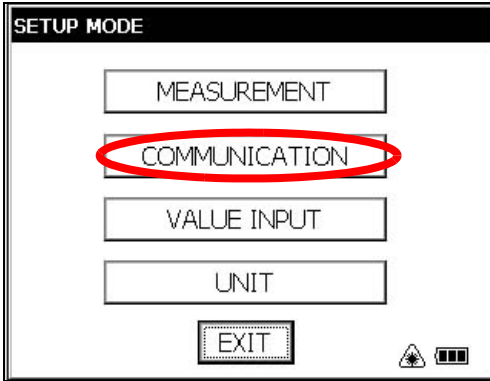 SETUP MODE
MEASUREMENT
COMMUNICATION
VALUE INPUT
UNIT
EXIT